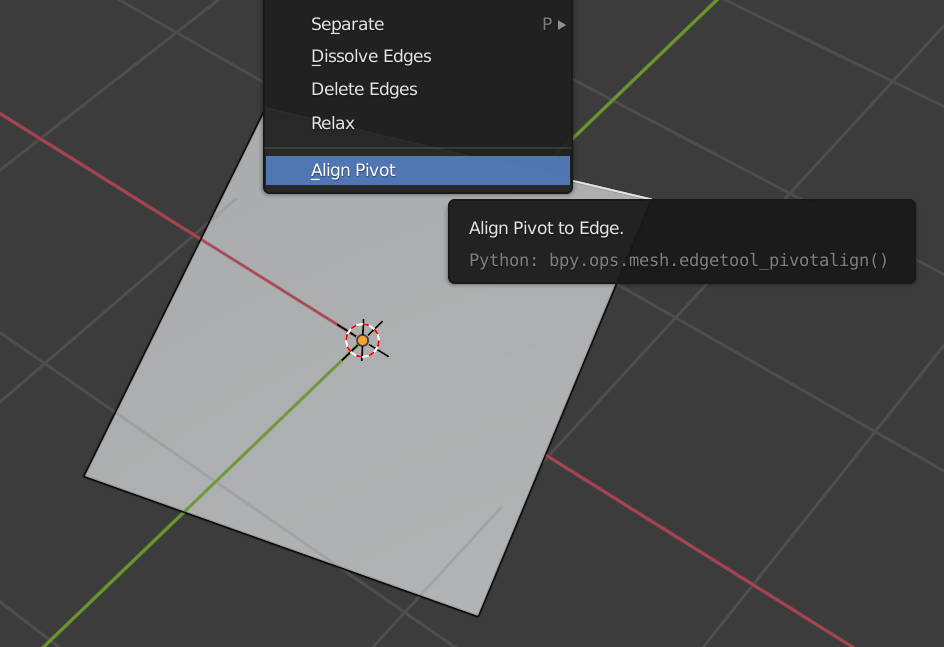 Separate P
Dissolve Edges
Delete Edges
Relax
Align Pivot
Align Pivot to Edge.
Python: bpy.ops.mesh.edgetool_pivotalign()